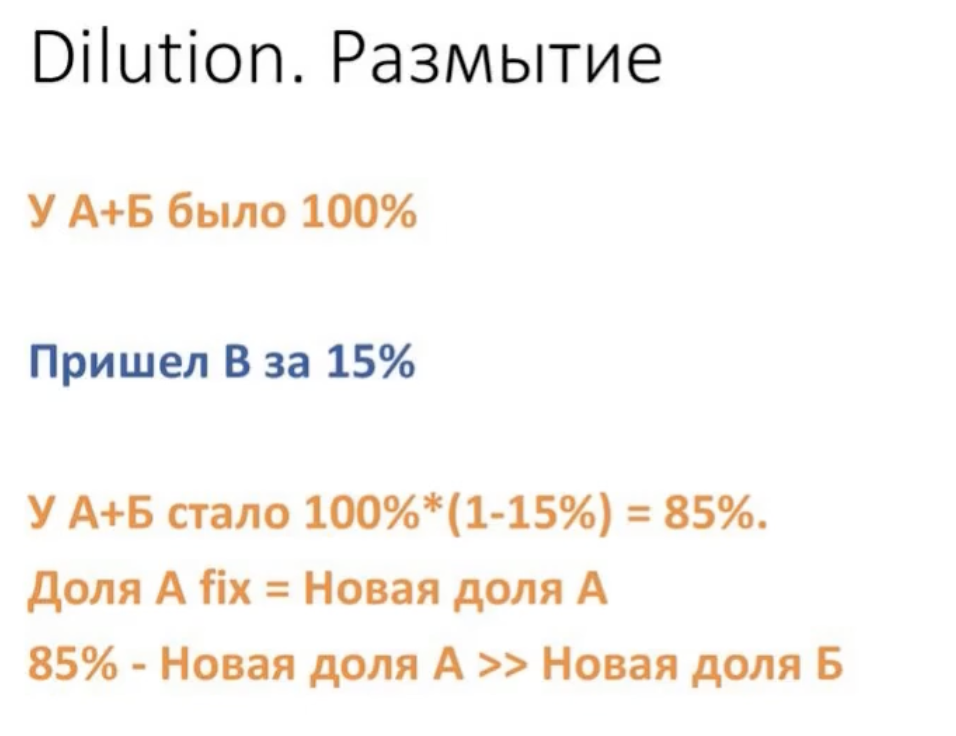 Dilution. Размытие
У А+Б было 100%
Пришел В за 15%
У А+Б стало 100%*(1-15%) = 85%.
Доля А fix = Новая доля А
85% - Новая доля А >> Новая доля Б